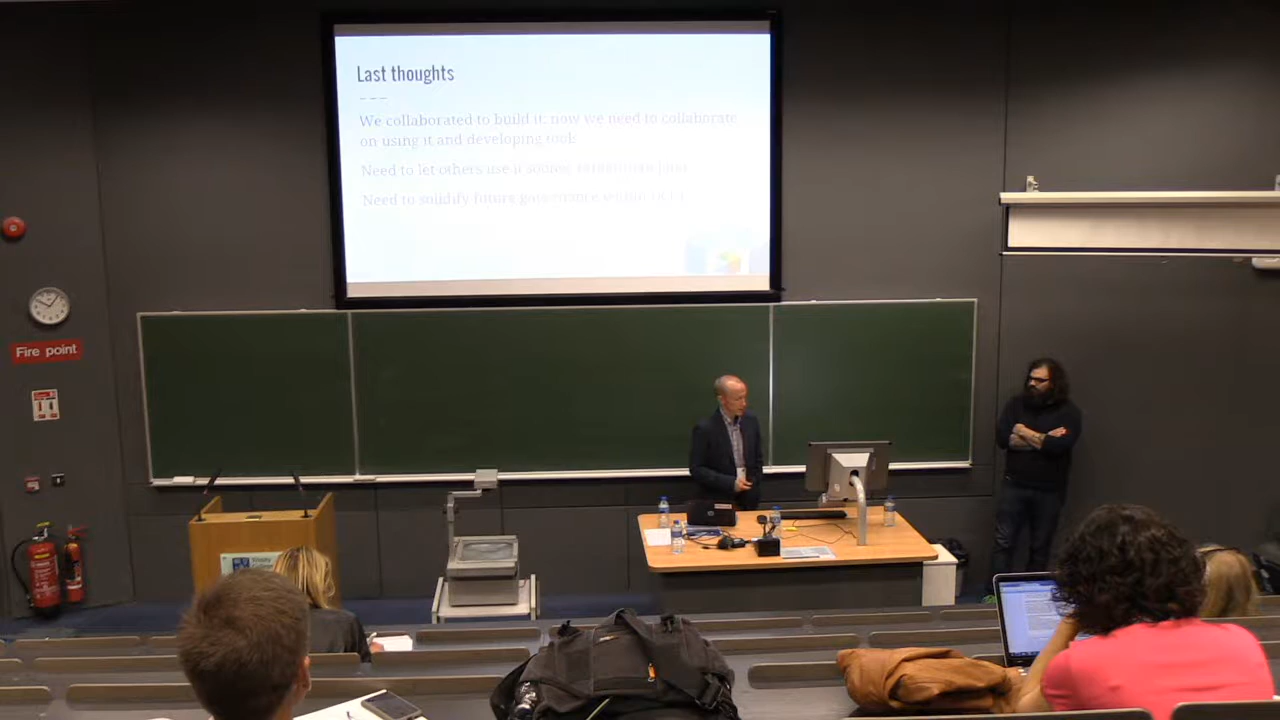 Last thoughts
We collaborated to build it; now we need to collaborate
on using it and developing tools
Need to let others use it
Need to solidify future governance within
Fire point